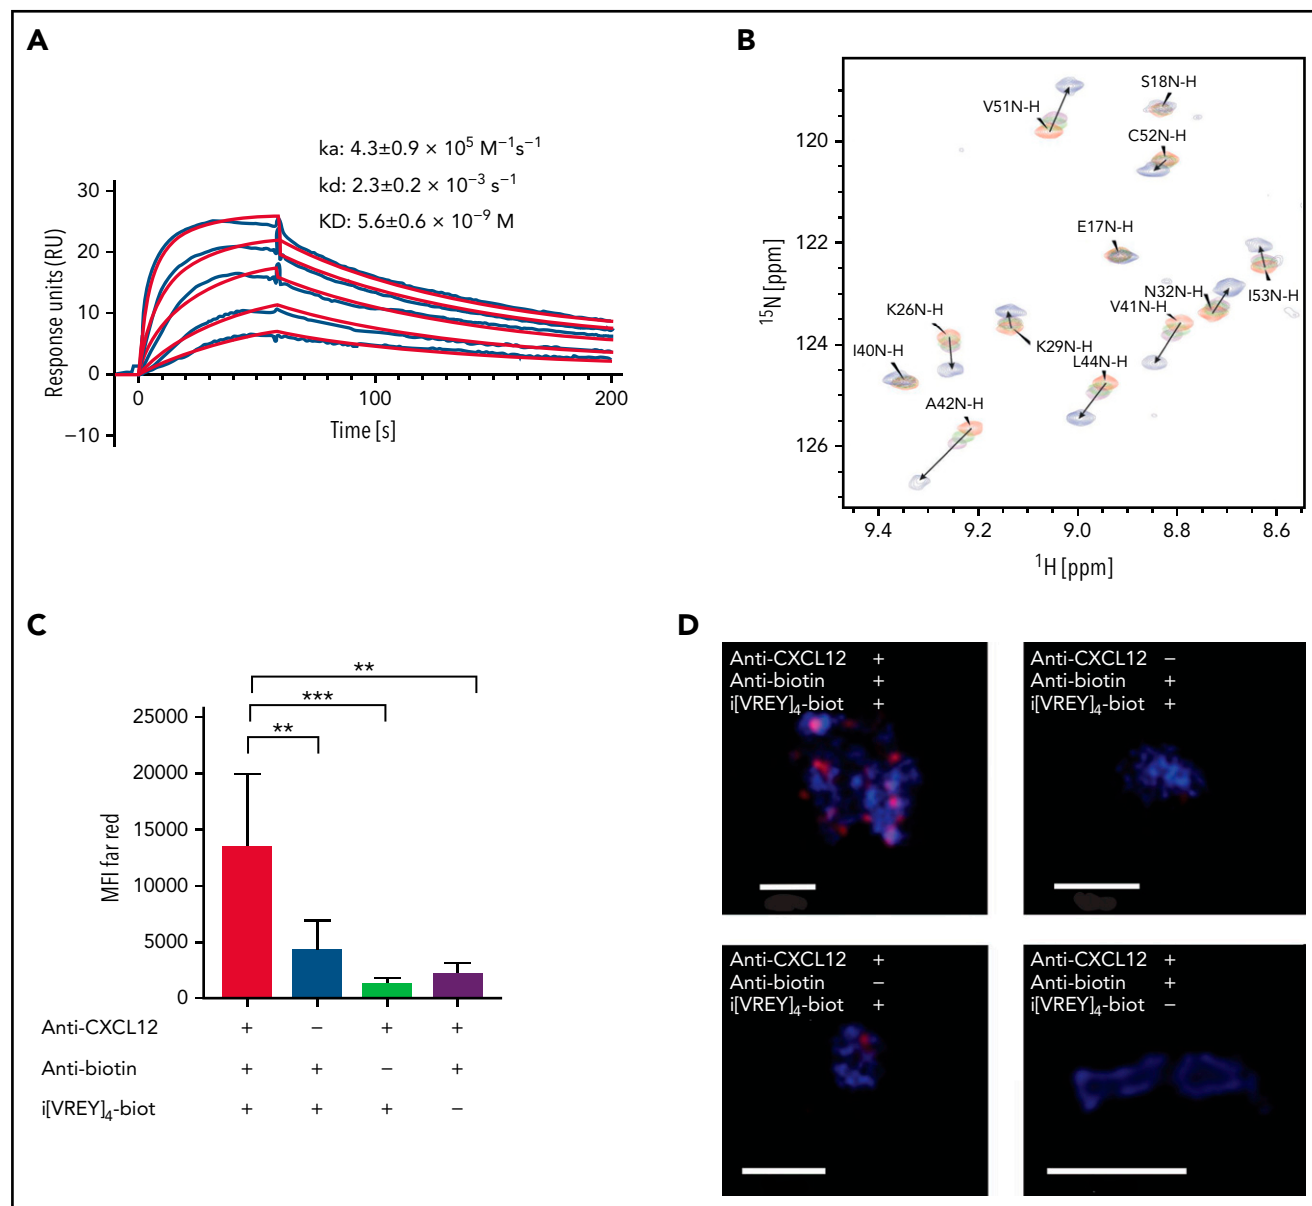 A
ka: 4.3±0.9 × 10⁵ M⁻¹s⁻¹
kd: 2.3±0.2 × 10⁻³ s⁻¹
KD: 5.6±0.6 × 10⁻⁹ M
Response units (RU)
30
20
10
0
−10
0
100
200
Time [s]
B
¹⁵N [ppm]
120
122
124
126
V51N-H
S18N-H
C52N-H
E17N-H
I53N-H
N32N-H
V41N-H
K26N-H
K29N-H
I40N-H
L44N-H
A42N-H
9.4
9.2
9.0
8.8
8.6
¹H [ppm]
C
**
***
**
MFI far red
25000
20000
15000
10000
5000
0
Anti-CXCL12 + − + +
Anti-biotin + + − +
i[VREY]₄-biot + + + −
D
Anti-CXCL12 +
Anti-biotin +
i[VREY]₄-biot +
Anti-CXCL12 −
Anti-biotin +
i[VREY]₄-biot +
Anti-CXCL12 +
Anti-biotin −
i[VREY]₄-biot +
Anti-CXCL12 +
Anti-biotin +
i[VREY]₄-biot −